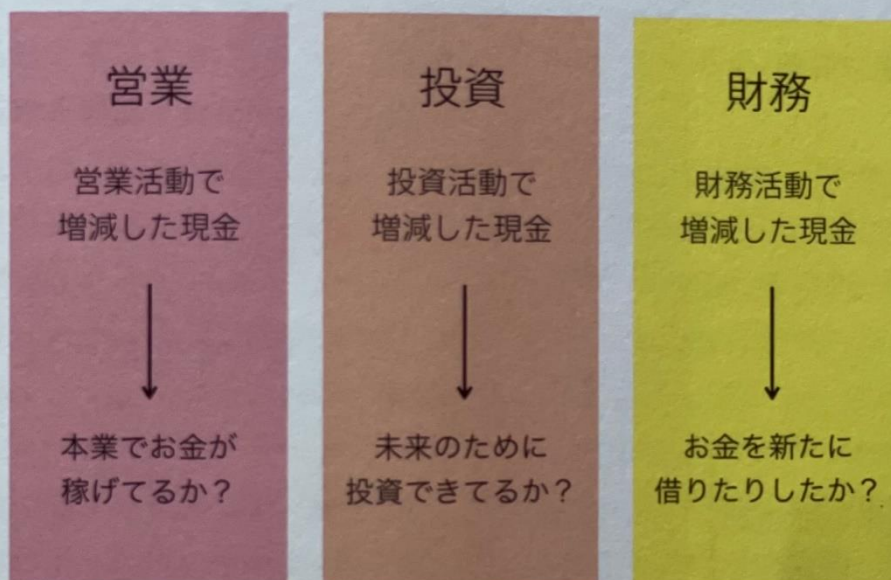 営業
営業活動で
増減した現金
本業でお金が
稼げてるか？
投資
投資活動で
増減した現金
未来のために
投資できてるか？
財務
財務活動で
増減した現金
お金を新たに
借りたりしたか？